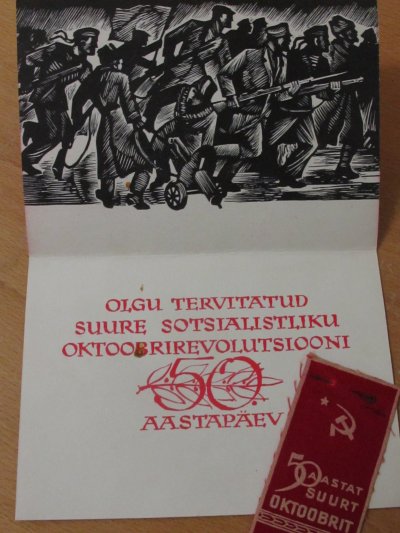 OLGU TERVITATUD
SUURE SOTSIALISTLIKU
OKTOOBRIREVOLUTSIOONI
50
AASTAPÄEV
50 AASTAT
SUURT
OKTOOBRIT